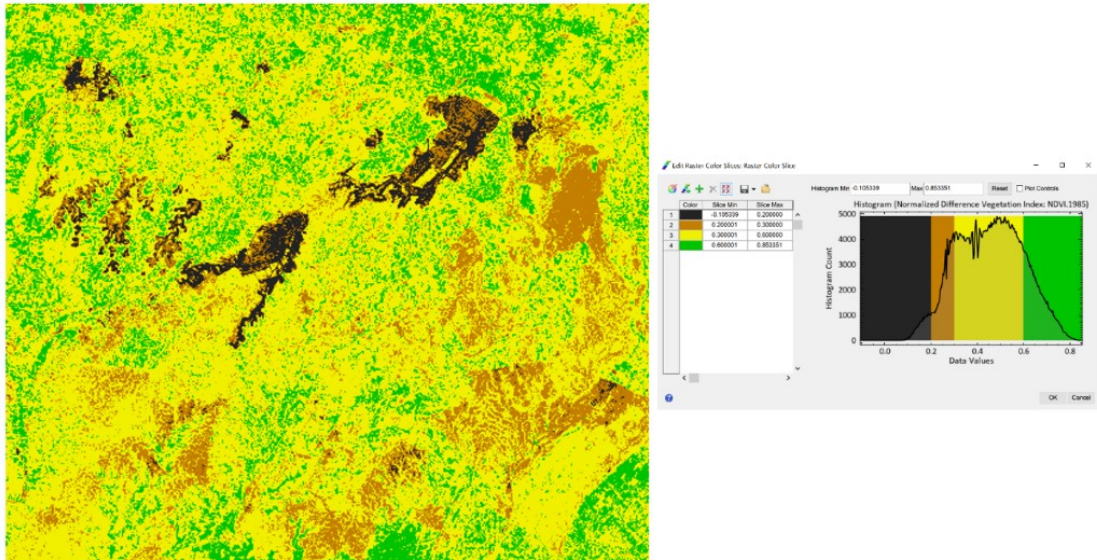 Edit Raster Color Slices: Raster Color Slice
Histogram Min -0.105339 Max 0.853351 Reset Plot Controls
Color Slice Min Slice Max
1 -0.105339 0.200000
2 0.200001 0.300000
3 0.300001 0.600000
4 0.600001 0.853351
Histogram (Normalized Difference Vegetation Index: NDVI.1985)
Histogram Count
5000
4000
3000
2000
1000
0
0.0 0.2 0.4 0.6 0.8
Data Values
OK Cancel